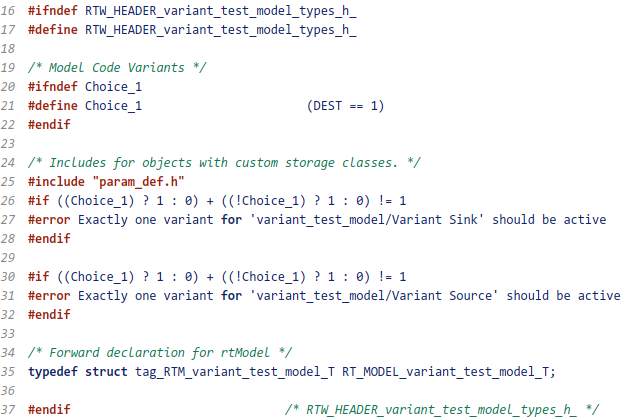 16 #ifndef RTW_HEADER_variant_test_model_types_h_
17 #define RTW_HEADER_variant_test_model_types_h_
18
19 /* Model Code Variants */
20 #ifndef Choice_1
21 #define Choice_1                       (DEST == 1)
22 #endif
23
24 /* Includes for objects with custom storage classes. */
25 #include "param_def.h"
26 #if ((Choice_1) ? 1 : 0) + ((!Choice_1) ? 1 : 0) != 1
27 #error Exactly one variant for 'variant_test_model/Variant Sink' should be active
28 #endif
29
30 #if ((Choice_1) ? 1 : 0) + ((!Choice_1) ? 1 : 0) != 1
31 #error Exactly one variant for 'variant_test_model/Variant Source' should be active
32 #endif
33
34 /* Forward declaration for rtModel */
35 typedef struct tag_RTM_variant_test_model_T RT_MODEL_variant_test_model_T;
36
37 #endif                              /* RTW_HEADER_variant_test_model_types_h_ */